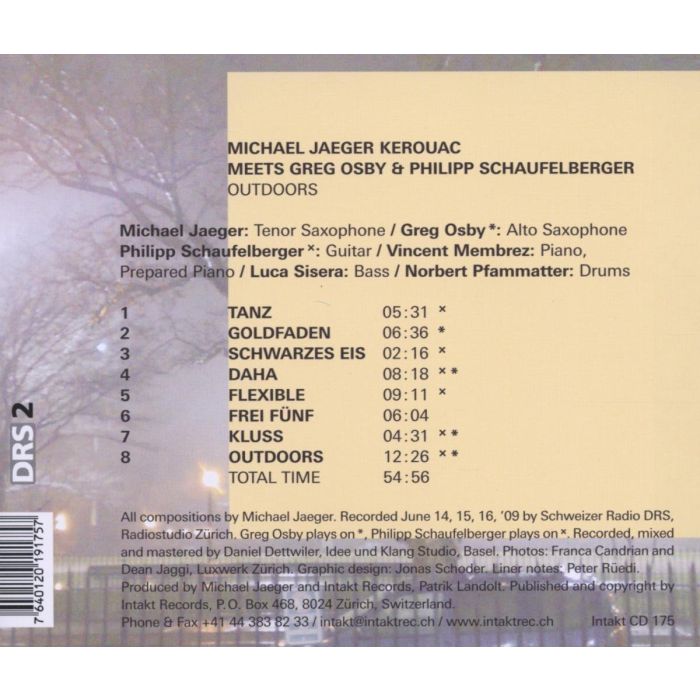 MICHAEL JAEGER KEROUAC
MEETS GREG OSBY & PHILIPP SCHAUFELBERGER
OUTDOORS
Michael Jaeger: Tenor Saxophone / Greg Osby*: Alto Saxophone
Philipp Schaufelberger×: Guitar / Vincent Membrez: Piano,
Prepared Piano / Luca Sisera: Bass / Norbert Pfammatter: Drums
1 TANZ 05:31 ×
2 GOLDFADEN 06:36 *
3 SCHWARZES EIS 02:16 ×
4 DAHA 08:18 × *
5 FLEXIBLE 09:11 ×
6 FREI FÜNF 06:04
7 KLUSS 04:31 × *
8 OUTDOORS 12:26 × *
TOTAL TIME 54:56
All compositions by Michael Jaeger. Recorded June 14, 15, 16, '09 by Schweizer Radio DRS,
Radiostudio Zürich. Greg Osby plays on *, Philipp Schaufelberger plays on ×. Recorded, mixed
and mastered by Daniel Dettwiler, Idee und Klang Studio, Basel. Photos: Franca Candrian and
Dean Jaggi, Luxwerk Zürich. Graphic design: Jonas Schoder. Liner notes: Peter Rüedi.
Produced by Michael Jaeger and Intakt Records, Patrik Landolt. Published and copyright by
Intakt Records, P.O. Box 468, 8024 Zürich, Switzerland.
Phone & Fax +41 44 383 82 33 / intakt@intaktrec.ch / www.intaktrec.ch Intakt CD 175
DRS 2
7 640120 191757